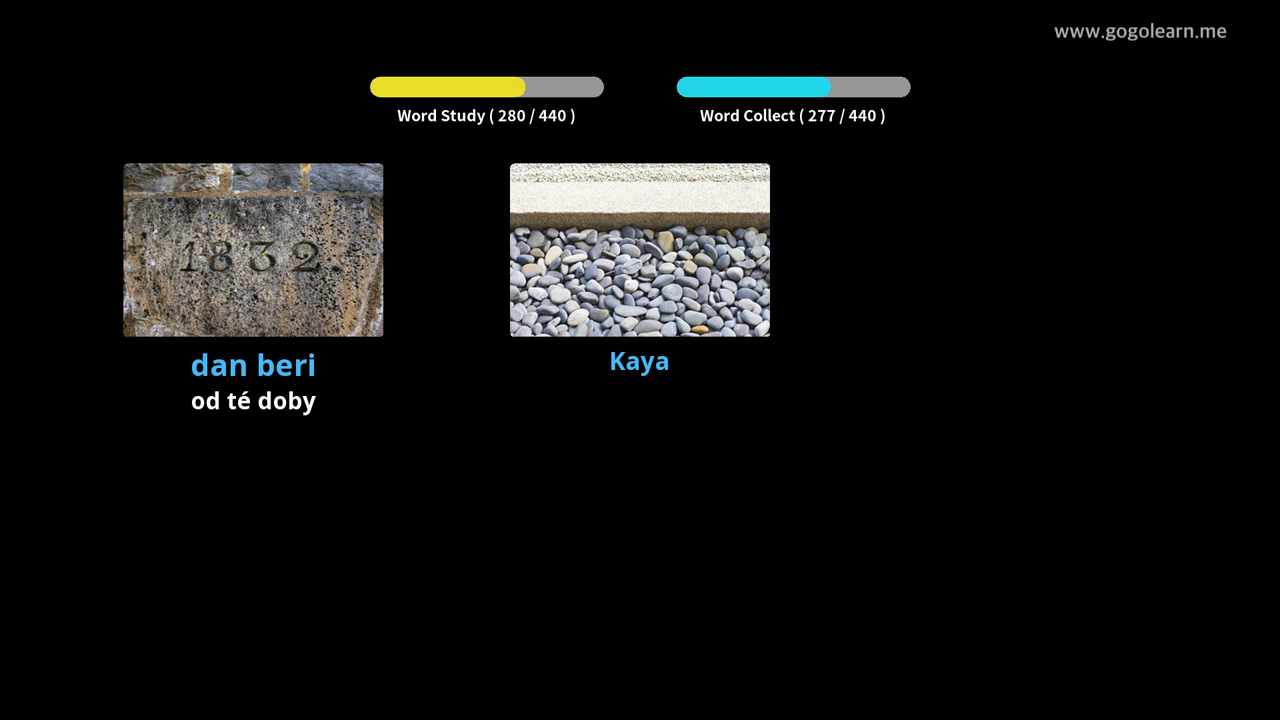 www.gogolearn.me
Word Study ( 280 / 440 )
Word Collect ( 277 / 440 )
1832.
dan beri
od té doby
Kaya